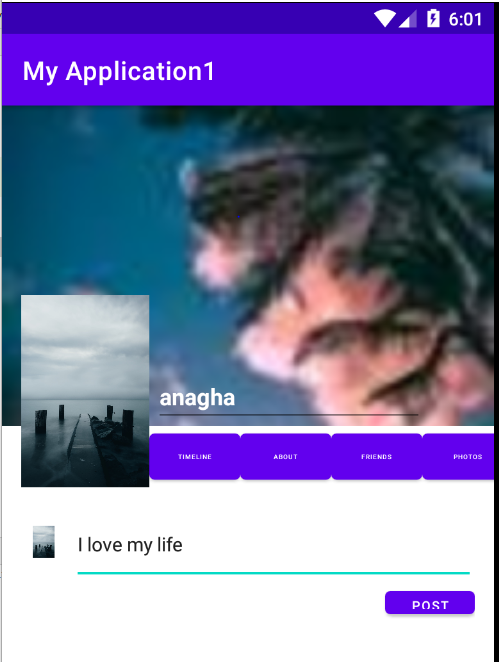 6:01
My Application1
anagha
TIMELINE ABOUT FRIENDS PHOTOS
I love my life
POST